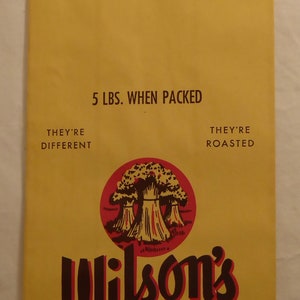 5 LBS. WHEN PACKED
THEY'RE
DIFFERENT
THEY'RE
ROASTED
Wilson's